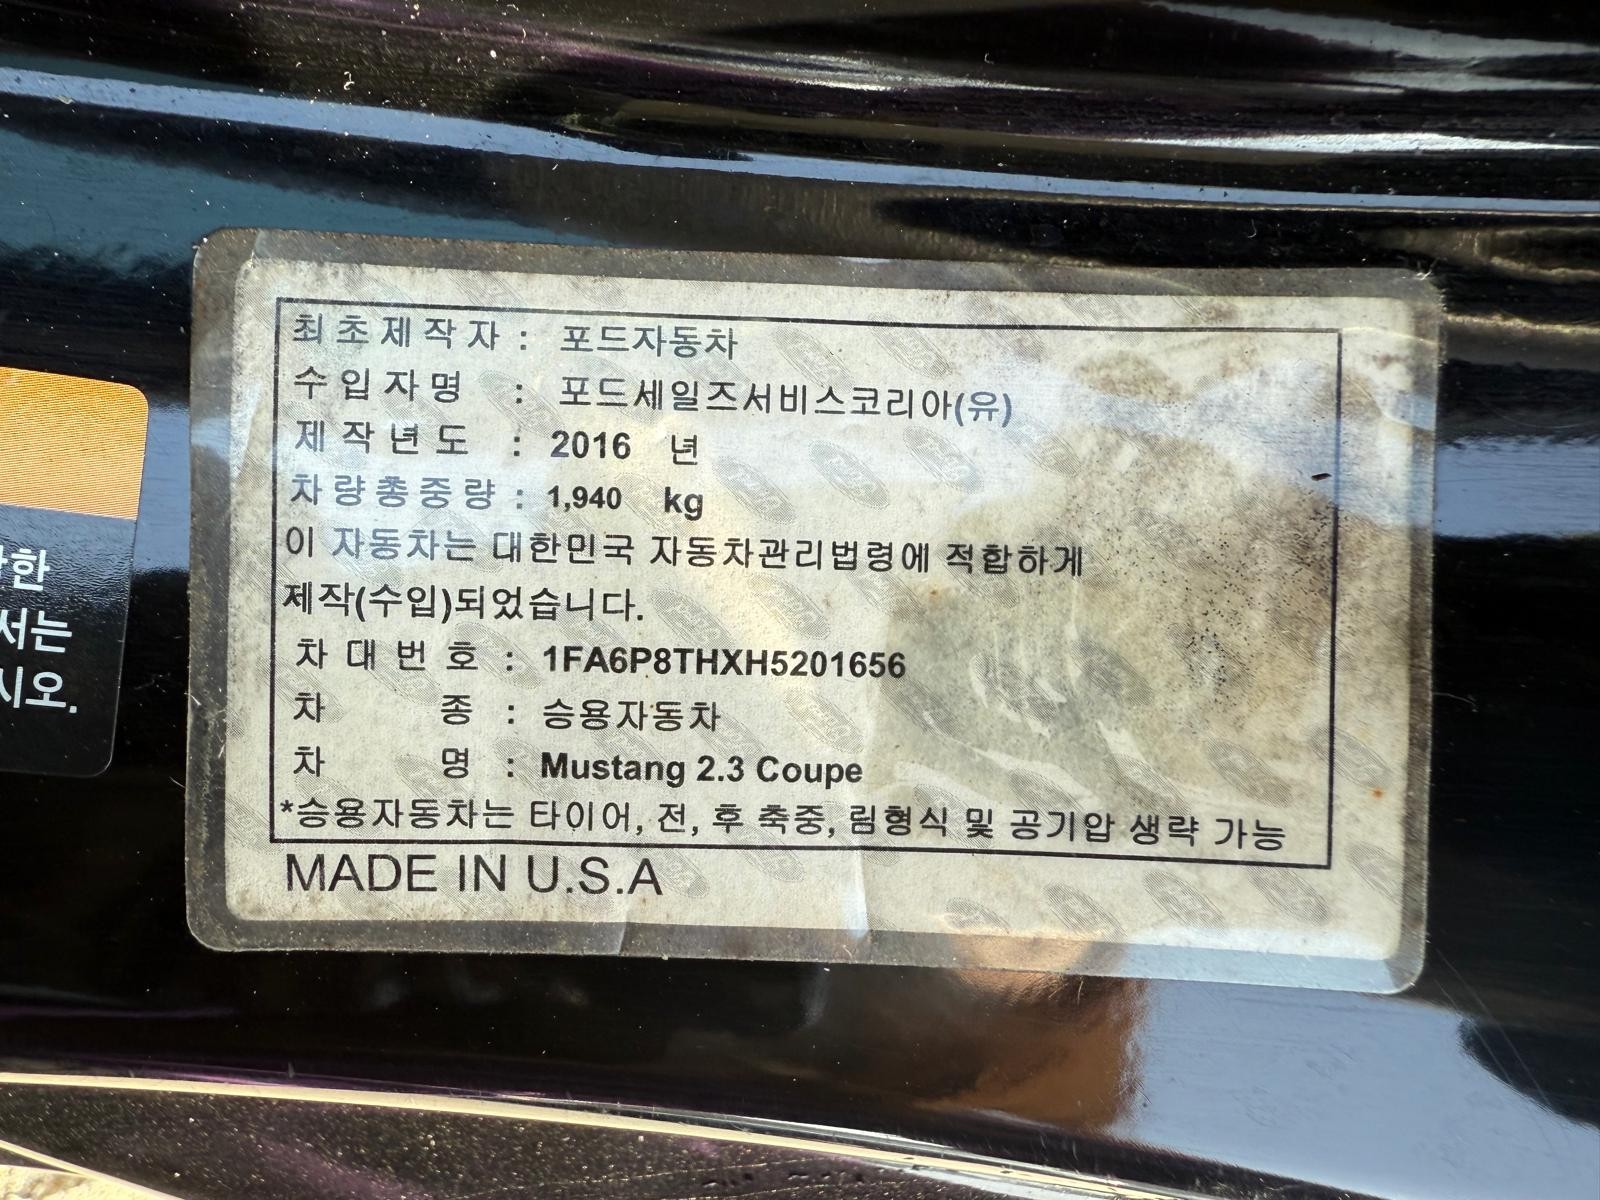 최초제작자 : 포드자동차
수입자명 : 포드세일즈서비스코리아(유)
제작년도 : 2016 년
차량총중량 : 1,940 kg
이 자동차는 대한민국 자동차관리법령에 적합하게
제작(수입)되었습니다.
차대번호 : 1FA6P8THXH5201656
차 종 : 승용자동차
차 명 : Mustang 2.3 Coupe
*승용자동차는 타이어, 전, 후 축중, 림형식 및 공기압 생략 가능
MADE IN U.S.A
서는
시오.